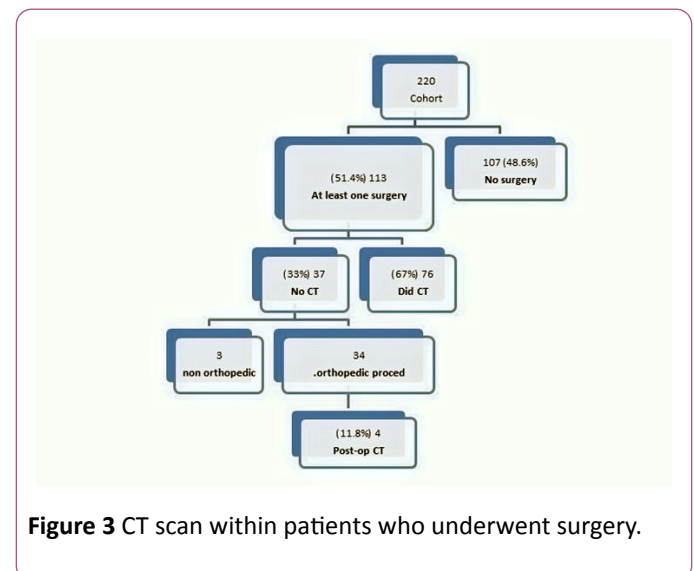 220
Cohort
(51.4%) 113
At least one surgery
107 (48.6%)
No surgery
(33%) 37
No CT
(67%) 76
Did CT
3
non orthopedic
34
.orthopedic proced
(11.8%) 4
Post-op CT
Figure 3 CT scan within patients who underwent surgery.